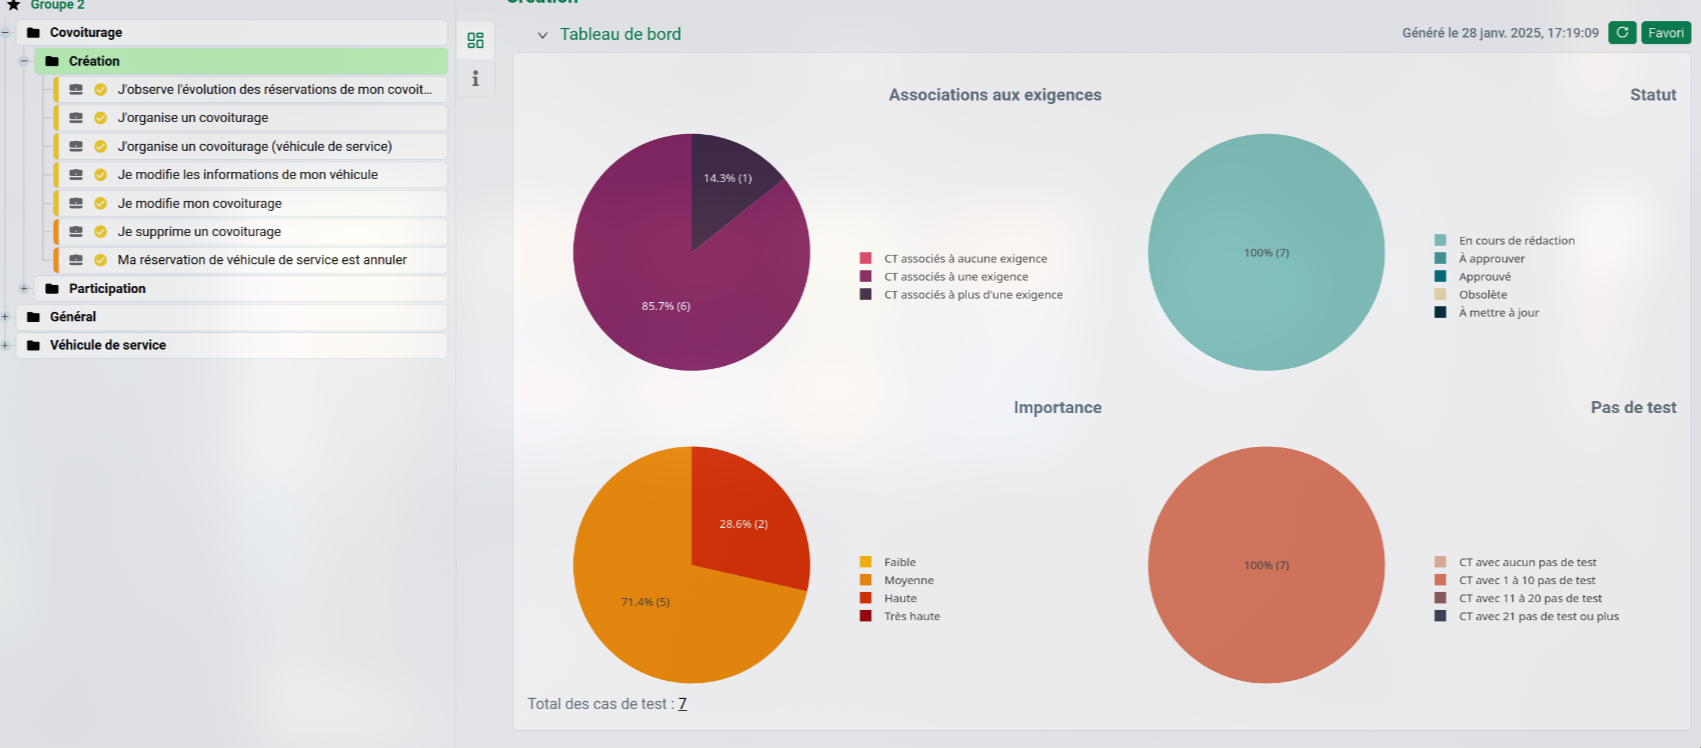 Groupe 2
Covoiturage
Création
J'observe l'évolution des réservations de mon covoit...
J'organise un covoiturage
J'organise un covoiturage (véhicule de service)
Je modifie les informations de mon véhicule
Je modifie mon covoiturage
Je supprime un covoiturage
Ma réservation de véhicule de service est annuler
Participation
Général
Véhicule de service
Création
Tableau de bord
Généré le 28 janv. 2025, 17:19:09
Favori
Associations aux exigences
14.3% (1)
85.7% (6)
CT associés à aucune exigence
CT associés à une exigence
CT associés à plus d'une exigence
Statut
100% (7)
En cours de rédaction
À approuver
Approuvé
Obsolète
À mettre à jour
Importance
28.6% (2)
71.4% (5)
Faible
Moyenne
Haute
Très haute
Pas de test
100% (7)
CT avec aucun pas de test
CT avec 1 à 10 pas de test
CT avec 11 à 20 pas de test
CT avec 21 pas de test ou plus
Total des cas de test : 7